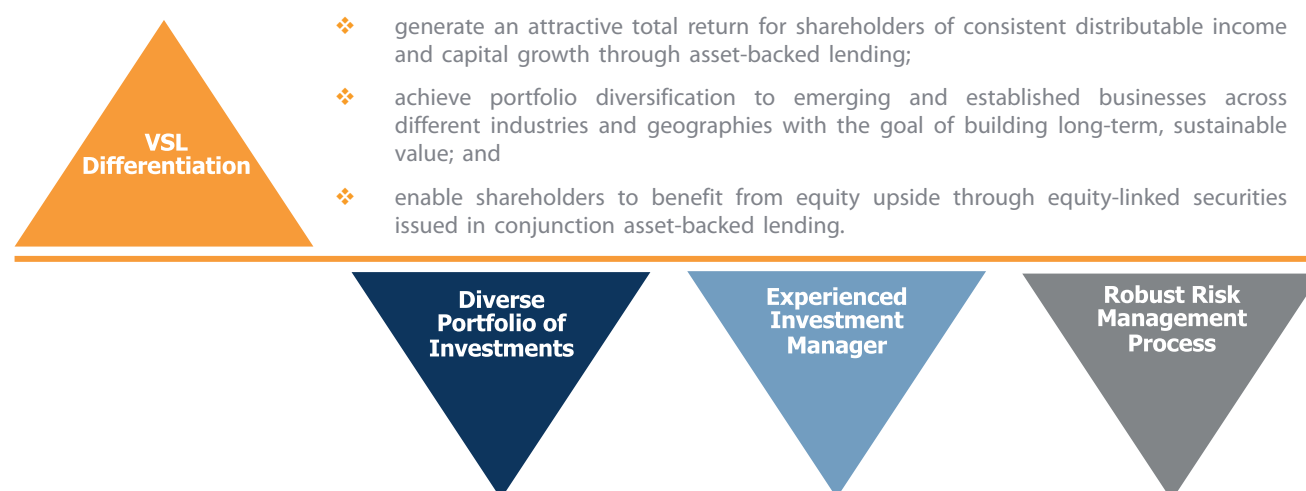 VSL
Differentiation
❖ generate an attractive total return for shareholders of consistent distributable income
and capital growth through asset-backed lending;
❖ achieve portfolio diversification to emerging and established businesses across
different industries and geographies with the goal of building long-term, sustainable
value; and
❖ enable shareholders to benefit from equity upside through equity-linked securities
issued in conjunction asset-backed lending.
Diverse
Portfolio of
Investments
Experienced
Investment
Manager
Robust Risk
Management
Process